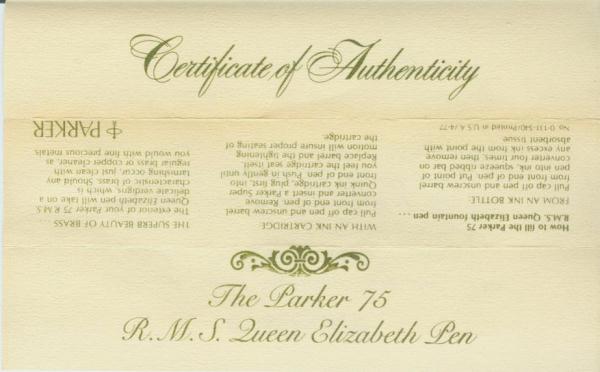 Certificate of Authenticity
How to fill the Parker 75
R.M.S. Queen Elizabeth fountain pen ...
FROM AN INK BOTTLE
Pull off cap and unscrew barrel
from front end of pen. Put point of
pen into ink, squeeze ribbed bar on
converter four times, then remove
any excess ink from the point with
absorbent tissue
No 0-131-340/Printed in U.S.A./4-77
WITH AN INK CARTRIDGE
Pull off cap and unscrew barrel
from front end of pen. Remove
converter and insert a Parker Super
Quink ink cartridge, plug first, into
front end of pen. Push in gently until
you feel you feel the cartridge seat itself.
Replace barrel and the tightening
motion will insure proper seating of
the cartridge.
THE SUPERB BEAUTY OF BRASS ...
The exterior of your Parker 75 R.M.S.
Queen Elizabeth pen will take on a
delicate verdigris, which is
characteristic of brass. Should any
tarnishing occur, just clean with
regular brass or copper cleaner, as
you would with fine precious metals
PARKER
The Parker 75
R.M.S. Queen Elizabeth Pen